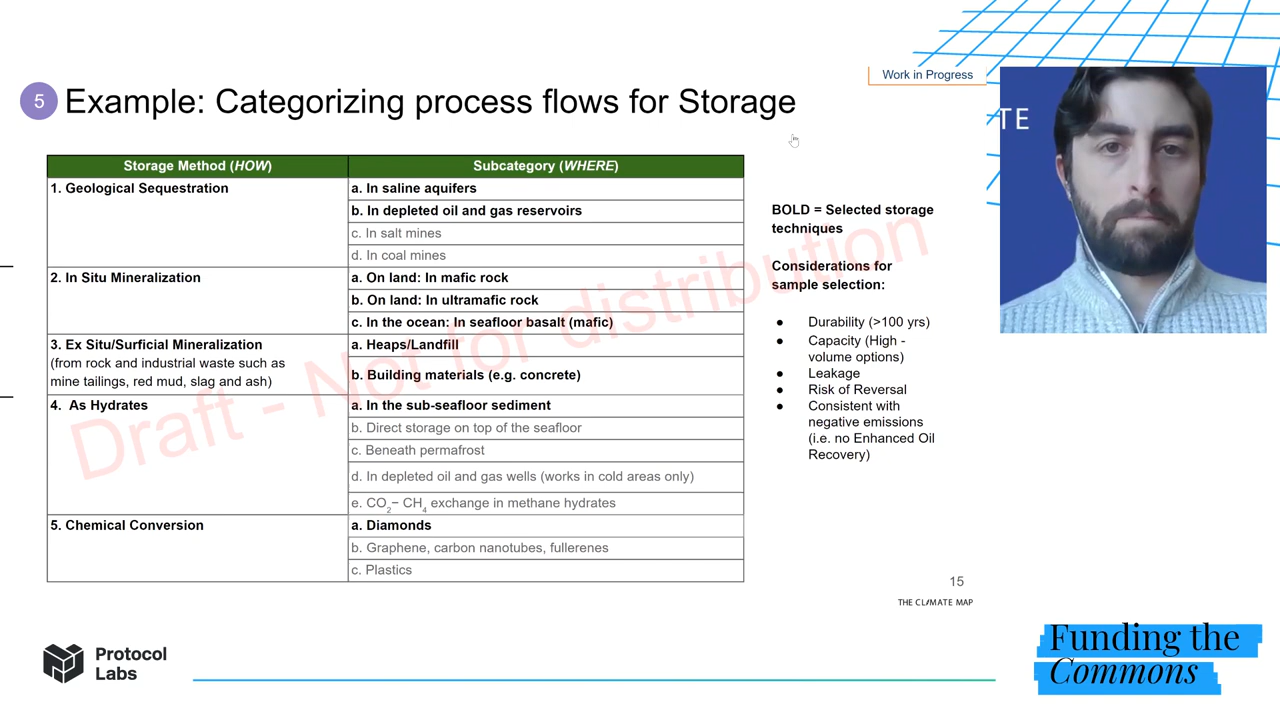 Work in Progress
5
Example: Categorizing process flows for Storage
TE
Storage Method (HOW)
Subcategory (WHERE)
1. Geological Sequestration
a. In saline aquifers
b. In depleted oil and gas reservoirs
c. In salt mines
d. In coal mines
2. In Situ Mineralization
a. On land: In mafic rock
b. On land: In ultramafic rock
c. In the ocean: In seafloor basalt (mafic)
3. Ex Situ/Surficial Mineralization
(from rock and industrial waste such as
mine tailings, red mud, slag and ash)
a. Heaps/Landfill
b. Building materials (e.g. concrete)
4. As Hydrates
a. In the sub-seafloor sediment
b. Direct storage on top of the seafloor
c. Beneath permafrost
d. In depleted oil and gas wells (works in cold areas only)
e. CO₂− CH₄ exchange in methane hydrates
5. Chemical Conversion
a. Diamonds
b. Graphene, carbon nanotubes, fullerenes
c. Plastics
Draft - Not for distribution
BOLD = Selected storage
techniques
Considerations for
sample selection:
● Durability (>100 yrs)
● Capacity (High -
volume options)
● Leakage
● Risk of Reversal
● Consistent with
negative emissions
(i.e. no Enhanced Oil
Recovery)
15
THE CLIMATE MAP
Protocol
Labs
Funding the
Commons